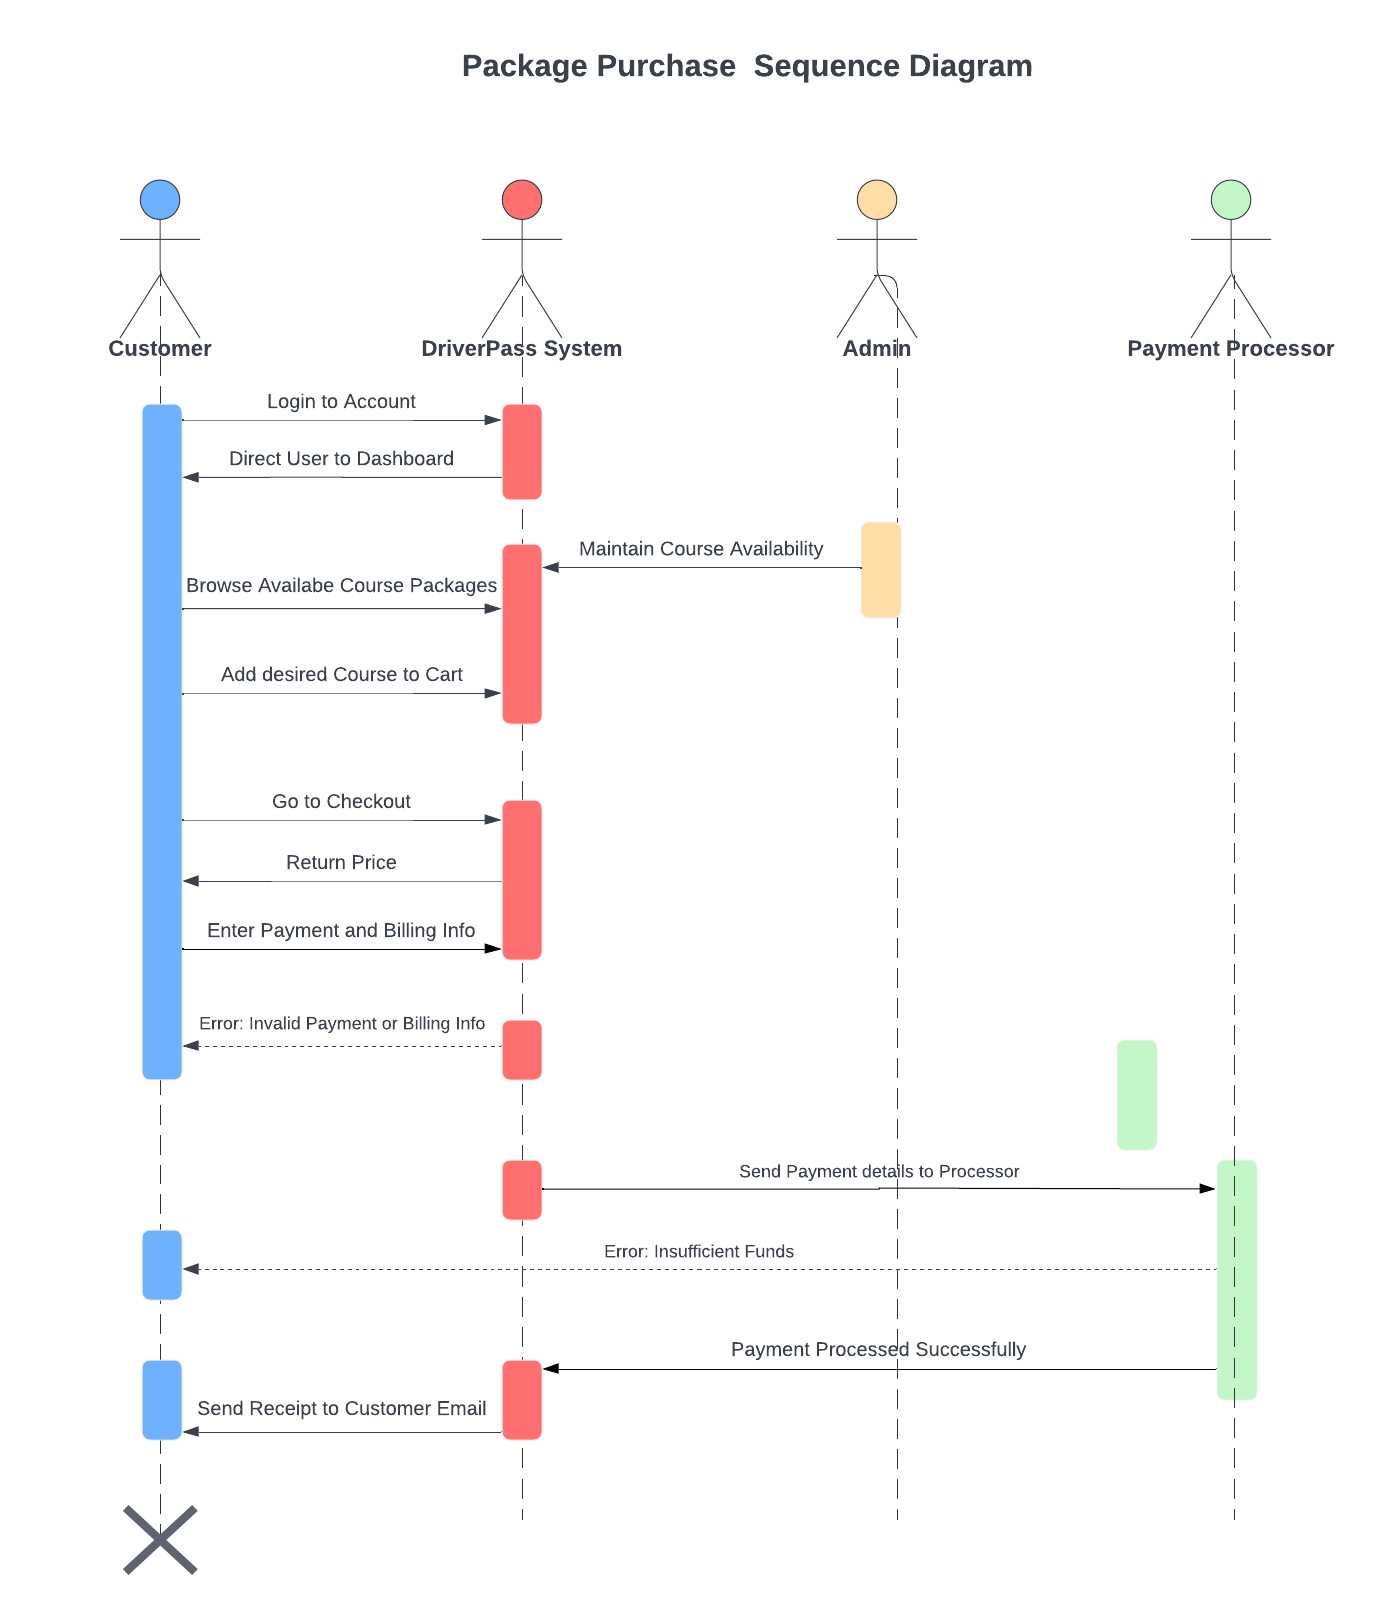 Package Purchase  Sequence Diagram
Customer
DriverPass System
Admin
Payment Processor
Login to Account
Direct User to Dashboard
Maintain Course Availability
Browse Availabe Course Packages
Add desired Course to Cart
Go to Checkout
Return Price
Enter Payment and Billing Info
Error: Invalid Payment or Billing Info
Send Payment details to Processor
Error: Insufficient Funds
Payment Processed Successfully
Send Receipt to Customer Email